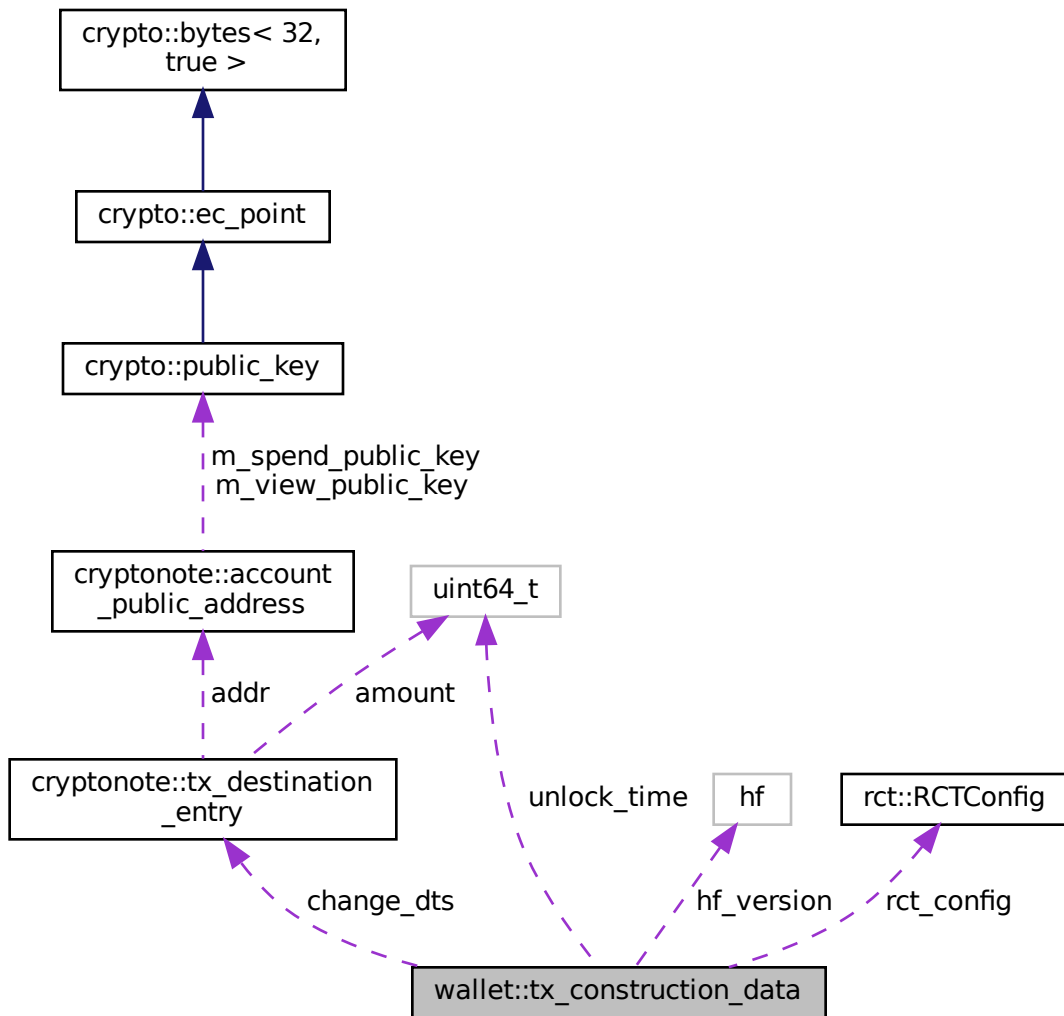 crypto::bytes< 32,
true >
crypto::ec_point
crypto::public_key
m_spend_public_key
m_view_public_key
cryptonote::account
_public_address
uint64_t
addr
amount
cryptonote::tx_destination
_entry
unlock_time
hf
rct::RCTConfig
change_dts
hf_version
rct_config
wallet::tx_construction_data